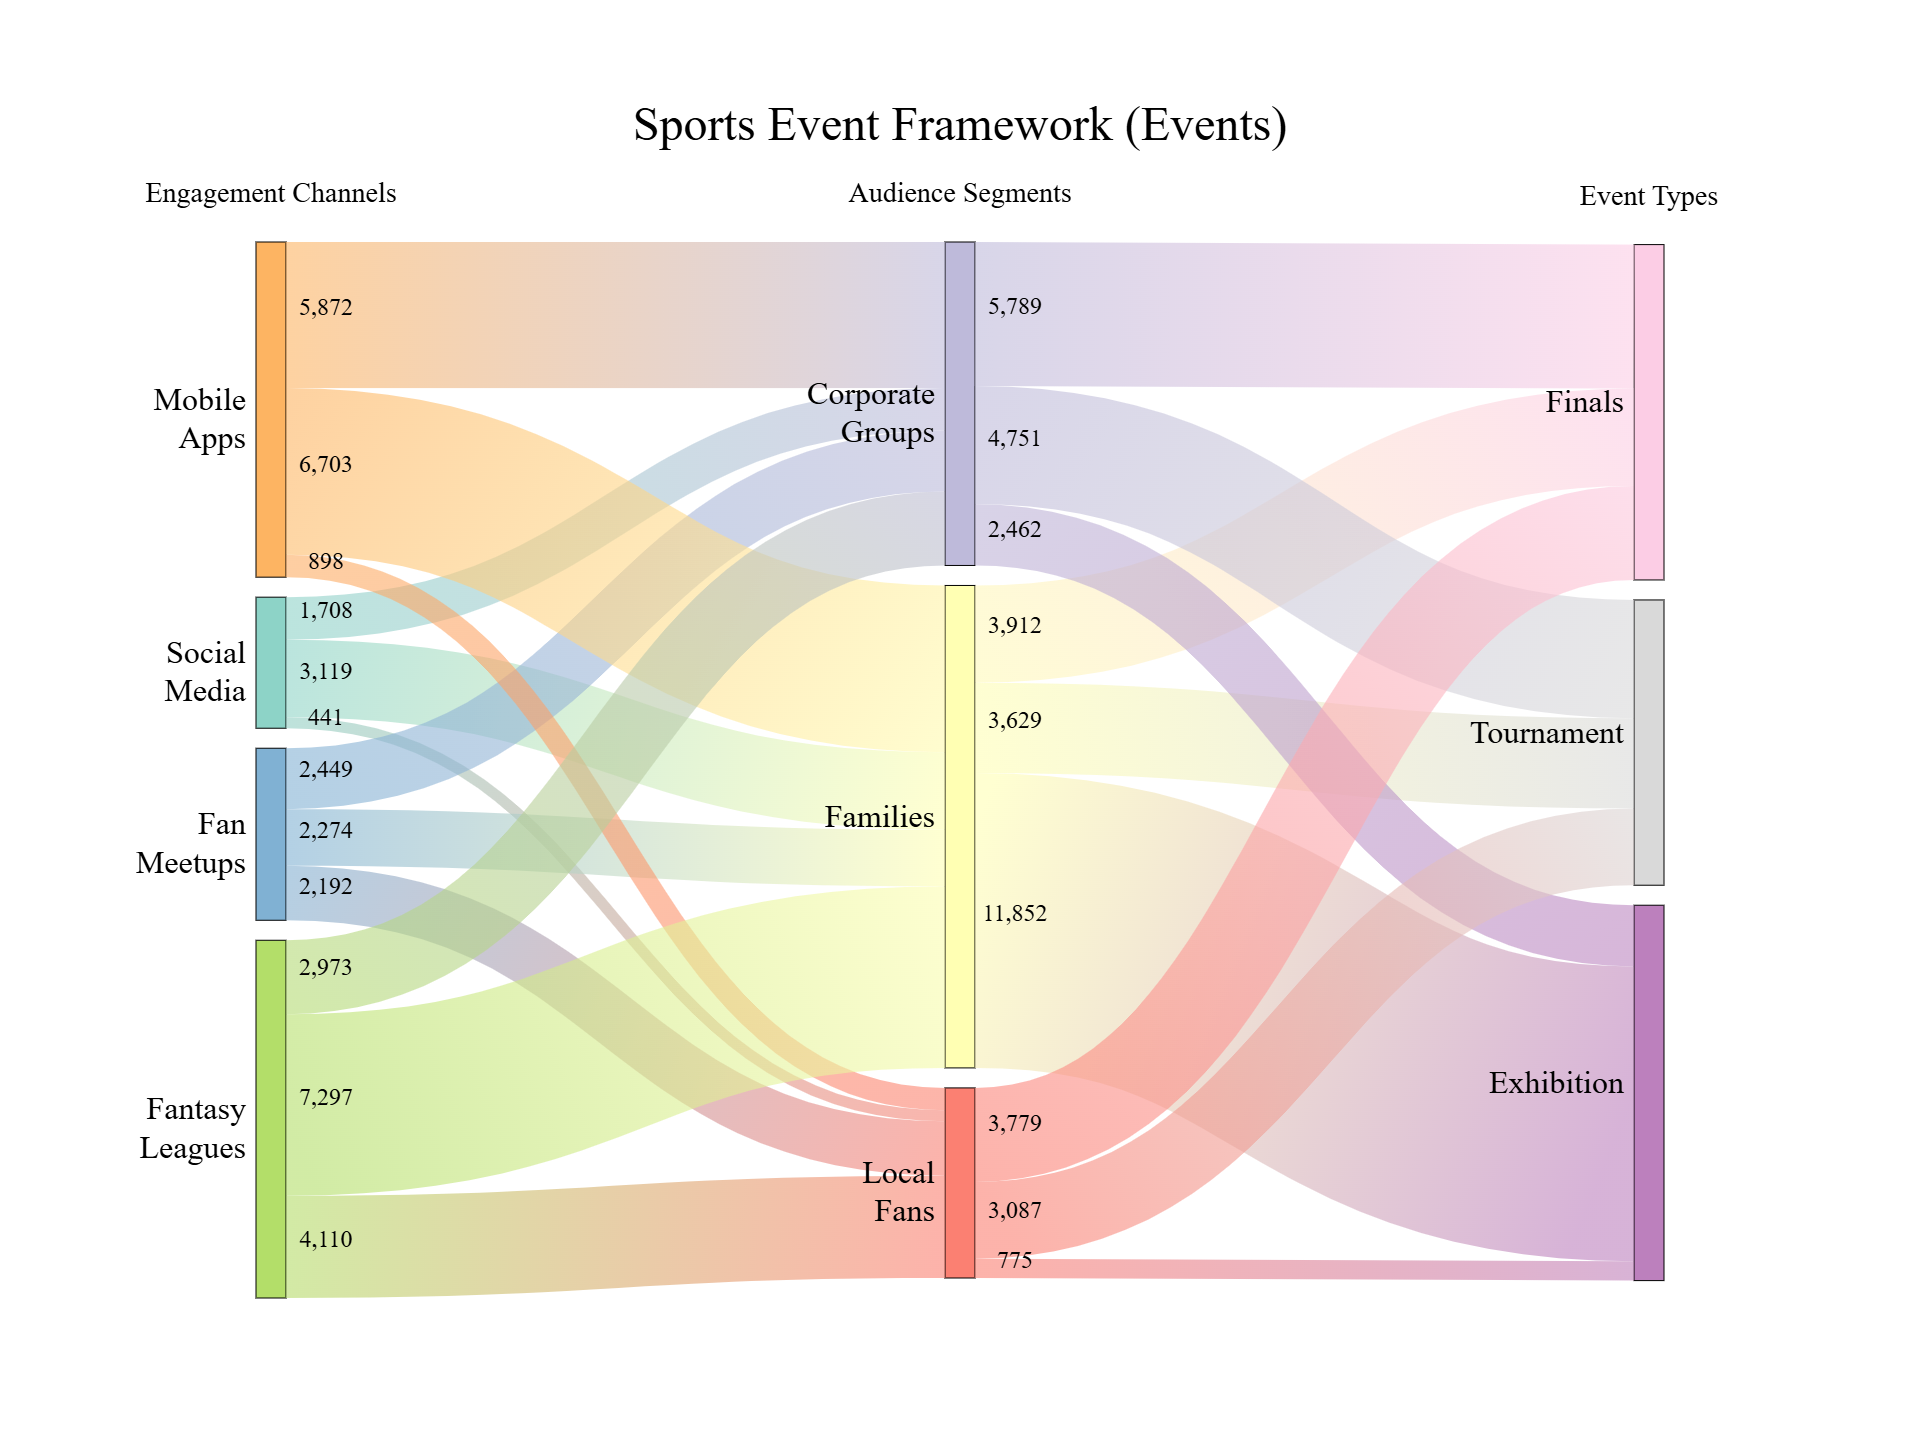 Sports Event Framework (Events)
Engagement Channels
Audience Segments
Event Types
Mobile
Apps
5,872
6,703
898
Social
Media
1,708
3,119
441
Fan
Meetups
2,449
2,274
2,192
Fantasy
Leagues
2,973
7,297
4,110
Corporate
Groups
5,789
4,751
2,462
Families
3,912
3,629
11,852
Local
Fans
3,779
3,087
775
Finals
Tournament
Exhibition